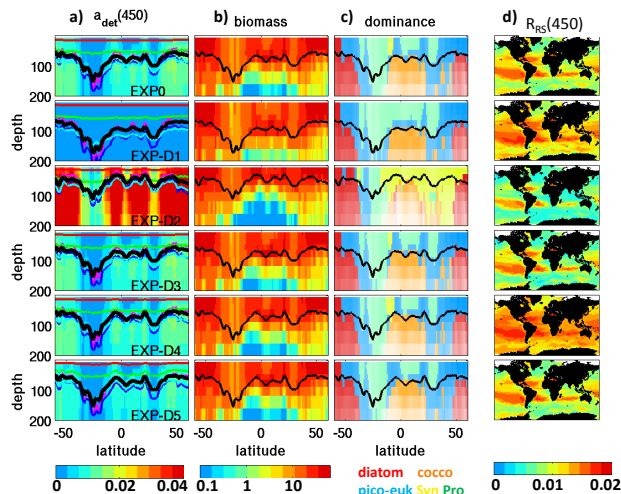 a) a_det(450) b) biomass c) dominance d) R_RS(450)
100
200
EXP0
depth
100
200
EXP-D1
100
200
EXP-D2
depth
100
200
EXP-D3
100
200
EXP-D4
depth
100
200
EXP-D5
-50 0 50 -50 0 50 -50 0 50
latitude latitude latitude
0 0.02 0.04 0.1 1 10 diatom cocco 0 0.01 0.02
pico-euk Syn Pro